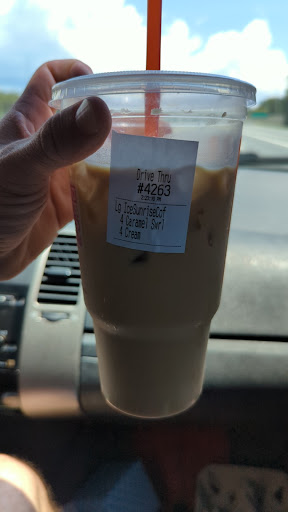 Drive Thru
#4263
Lg IceSunriseCof
4 Caramel Swrl
4 Cream